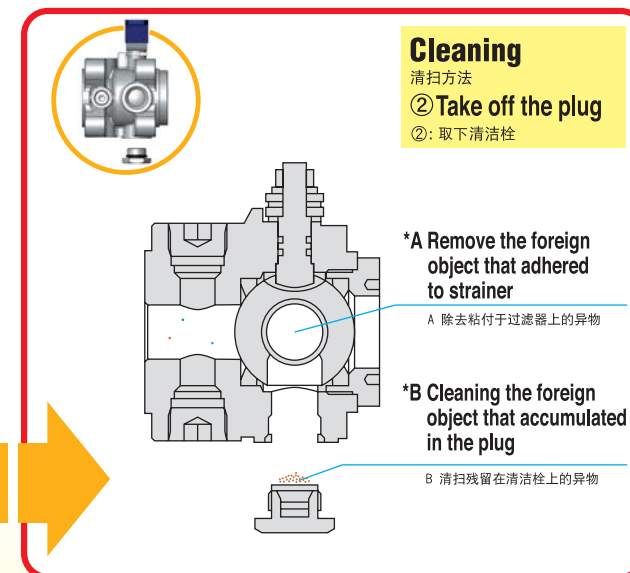 Cleaning
清扫方法
②Take off the plug
②: 取下清洁栓
*A Remove the foreign
object that adhered
to strainer
A 除去粘付于过滤器上的异物
*B Cleaning the foreign
object that accumulated
in the plug
B 清扫残留在清洁栓上的异物